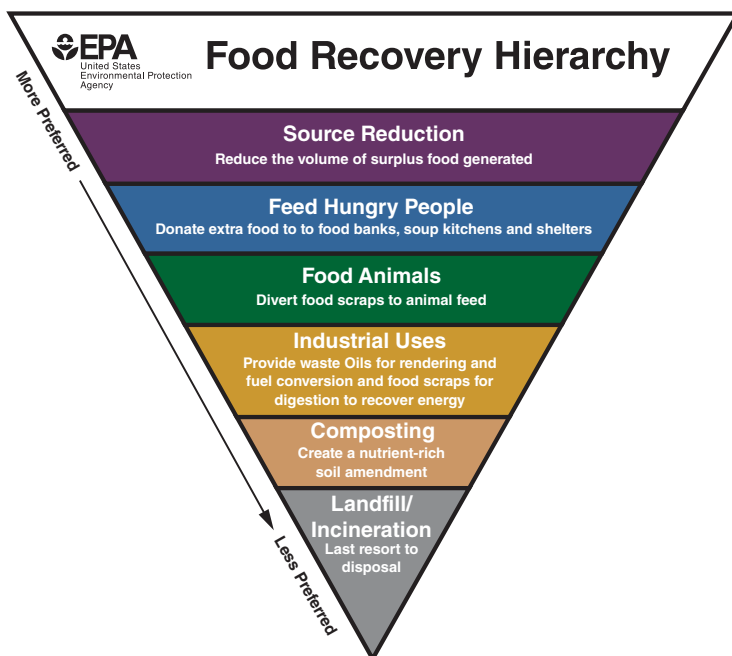 EPA
United States
Environmental Protection
Agency
Food Recovery Hierarchy
More Preferred
Source Reduction
Reduce the volume of surplus food generated
Feed Hungry People
Donate extra food to to food banks, soup kitchens and shelters
Food Animals
Divert food scraps to animal feed
Industrial Uses
Provide waste Oils for rendering and
fuel conversion and food scraps for
digestion to recover energy
Composting
Create a nutrient-rich
soil amendment
Landfill/
Incineration
Last resort to
disposal
Less Preferred